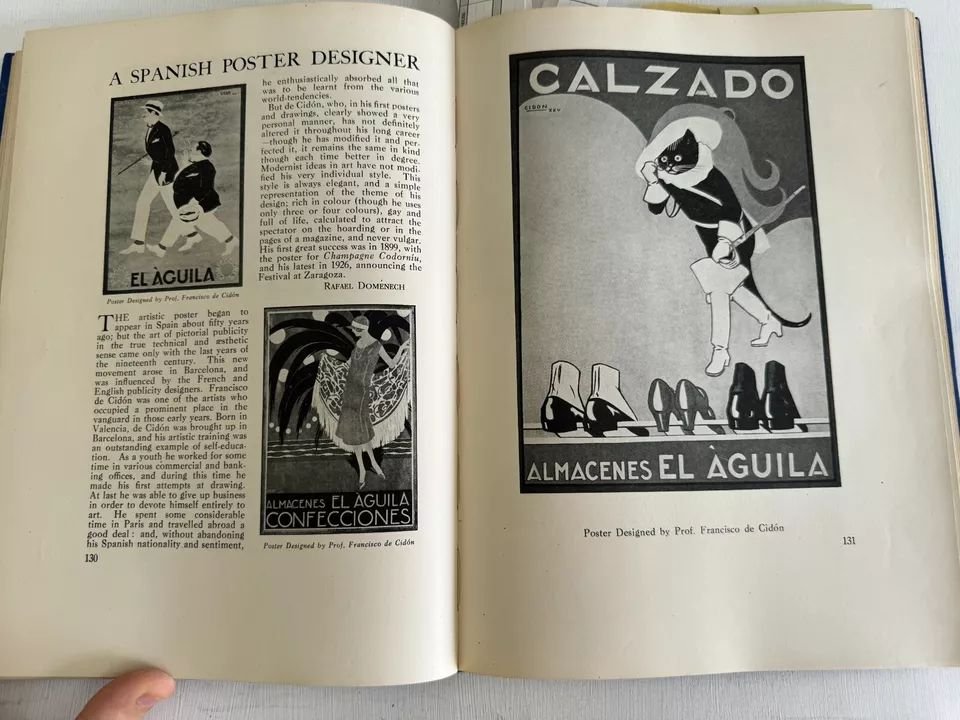 A SPANISH POSTER DESIGNER
EL ÀGUILA
Poster Designed by Prof. Francisco de Cidón
THE artistic poster began to
appear in Spain about fifty years
ago; but the art of pictorial publicity
in the true technical and æsthetic
sense came only with the last years of
the nineteenth century. This new
movement arose in Barcelona, and
was influenced by the French and
English publicity designers. Francisco
de Cidón was one of the artists who
occupied a prominent place in the
vanguard in those early years. Born in
Valencia, de Cidón was brought up in
Barcelona, and his artistic training was
an outstanding example of self-educa-
tion. As a youth he worked for some
time in various commercial and bank-
ing offices, and during this time he
made his first attempts at drawing.
At last he was able to give up business
in order to devote himself entirely to
art. He spent some considerable
time in Paris and travelled abroad a
good deal: and, without abandoning
his Spanish nationality and sentiment,
130
he enthusiastically absorbed all that
was to be learnt from the various
world-tendencies.
But de Cidón, who, in his first posters
and drawings, clearly showed a very
personal manner, has not definitely
altered it throughout his long career
—though he has modified it and per-
fected it, it remains the same in kind
though each time better in degree.
Modernist ideas in art have not modi-
fied his very individual style. This
style is always elegant, and a simple
representation of the theme of his
design; rich in colour (though he uses
only three or four colours), gay and
full of life, calculated to attract the
spectator on the hoarding or in the
pages of a magazine, and never vulgar.
His first great success was in 1899, with
the poster for Champagne Codorniu,
and his latest in 1926, announcing the
Festival at Zaragoza.
RAFAEL DOMÉNECH
ALMACENES EL ÀGUILA
CONFECCIONES
Poster Designed by Prof. Francisco de Cidón
CALZADO
CIDON XXV
ALMACENES EL ÀGUILA
Poster Designed by Prof. Francisco de Cidón
131